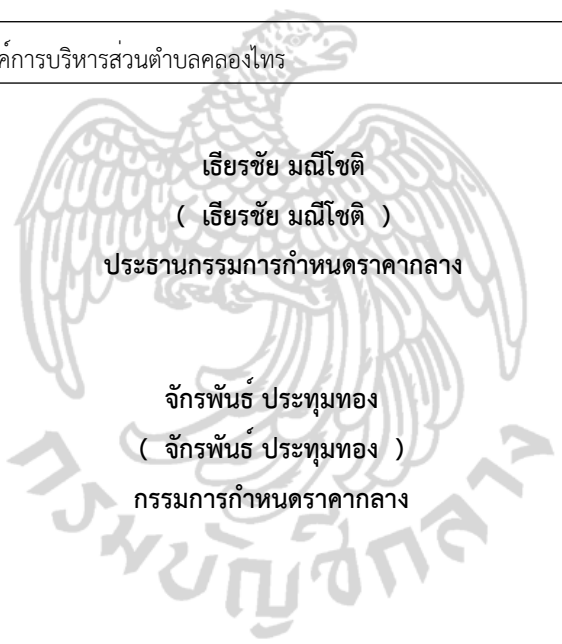 ค์การบริหารส่วนตำบลคลองไทร
เธียรชัย มณีโชติ
( เธียรชัย มณีโชติ )
ประธานกรรมการกำหนดราคากลาง
จักรพันธ์ ประทุมทอง
( จักรพันธ์ ประทุมทอง )
กรรมการกำหนดราคากลาง
กรมบัญชีกลาง